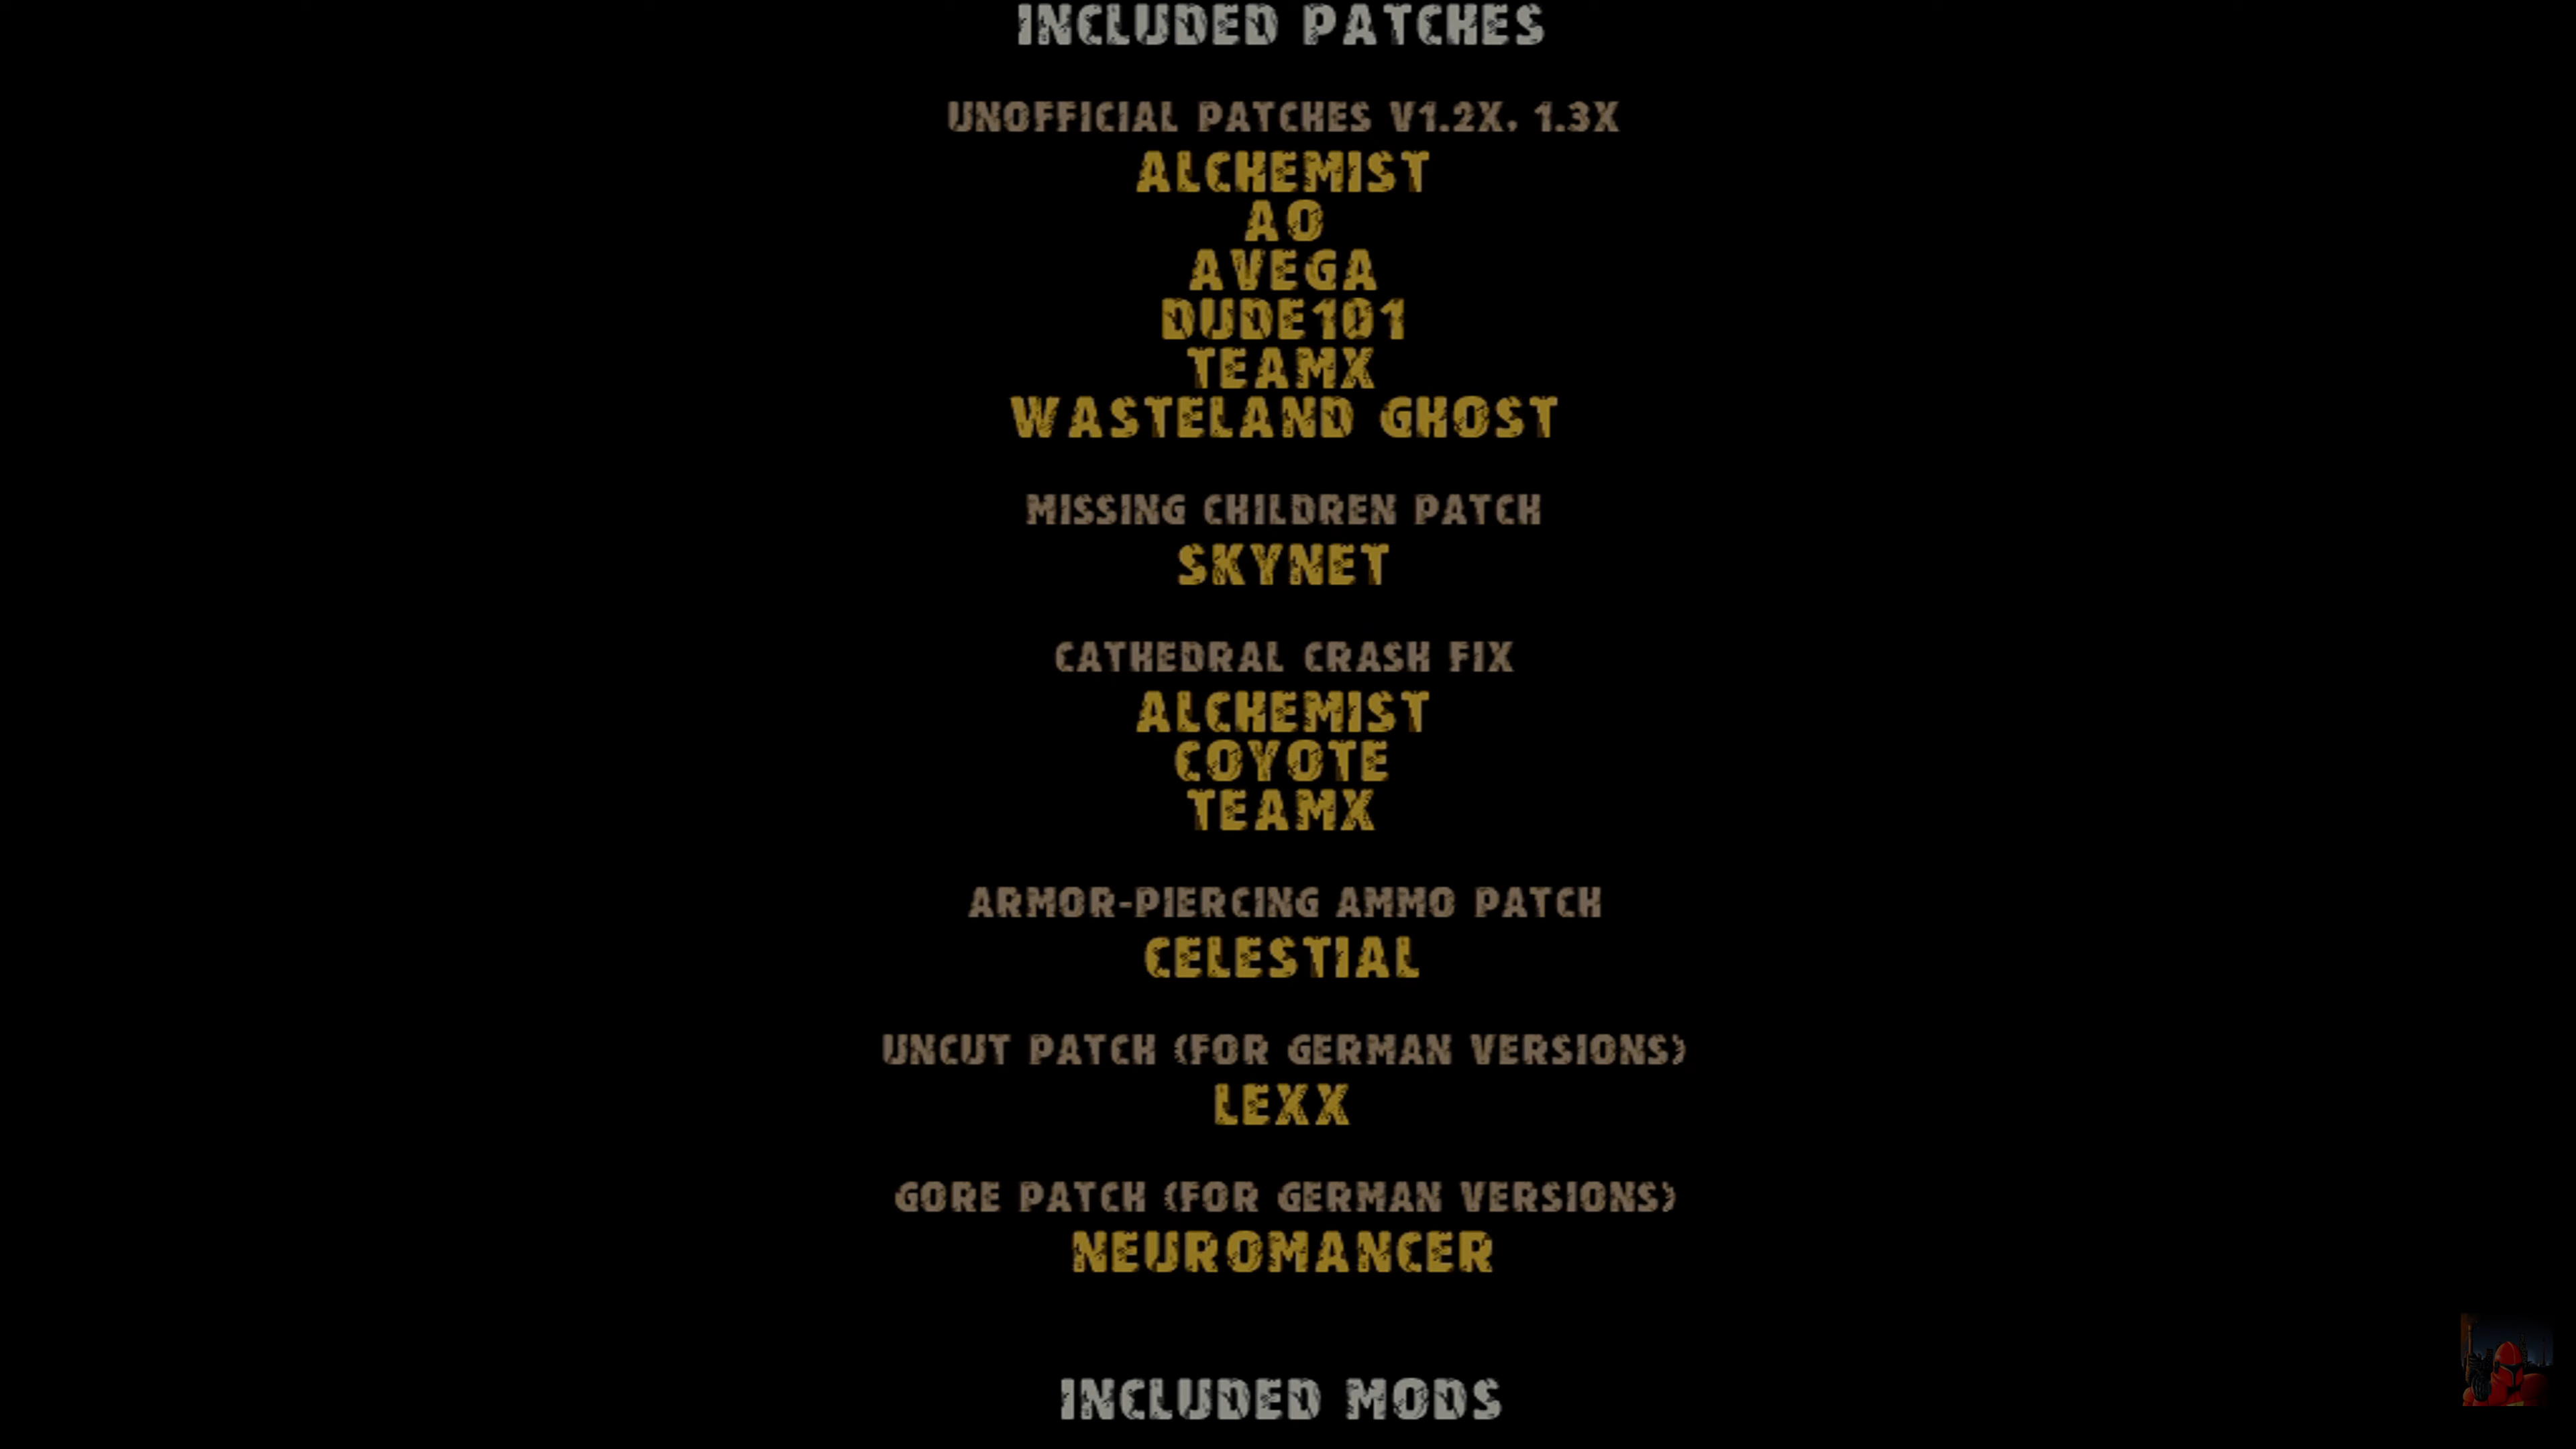 INCLUDED PATCHES
UNOFFICIAL PATCHES V1.2X, 1.3X
ALCHEMIST
AO
AVEGA
DUDE101
TEAMX
WASTELAND GHOST
MISSING CHILDREN PATCH
SKYNET
CATHEDRAL CRASH FIX
ALCHEMIST
COYOTE
TEAMX
ARMOR-PIERCING AMMO PATCH
CELESTIAL
UNCUT PATCH (FOR GERMAN VERSIONS)
LEXX
GORE PATCH (FOR GERMAN VERSIONS)
NEUROMANCER
INCLUDED MODS